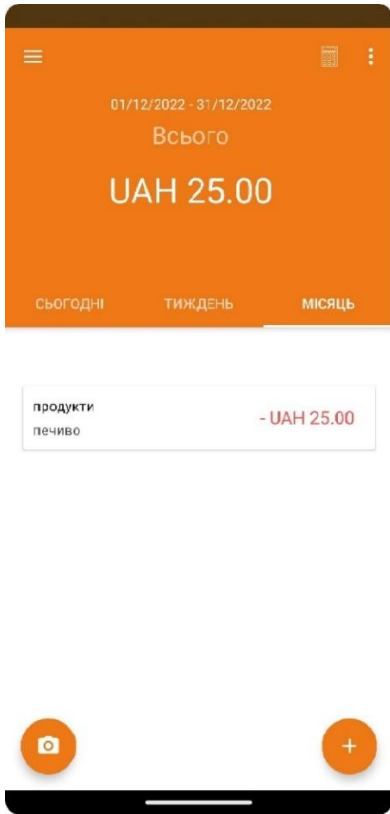 01/12/2022 - 31/12/2022
Всього
UAH 25.00
СЬОГОДНІ ТИЖДЕНЬ МІСЯЦЬ
продукти
- UAH 25.00
печиво